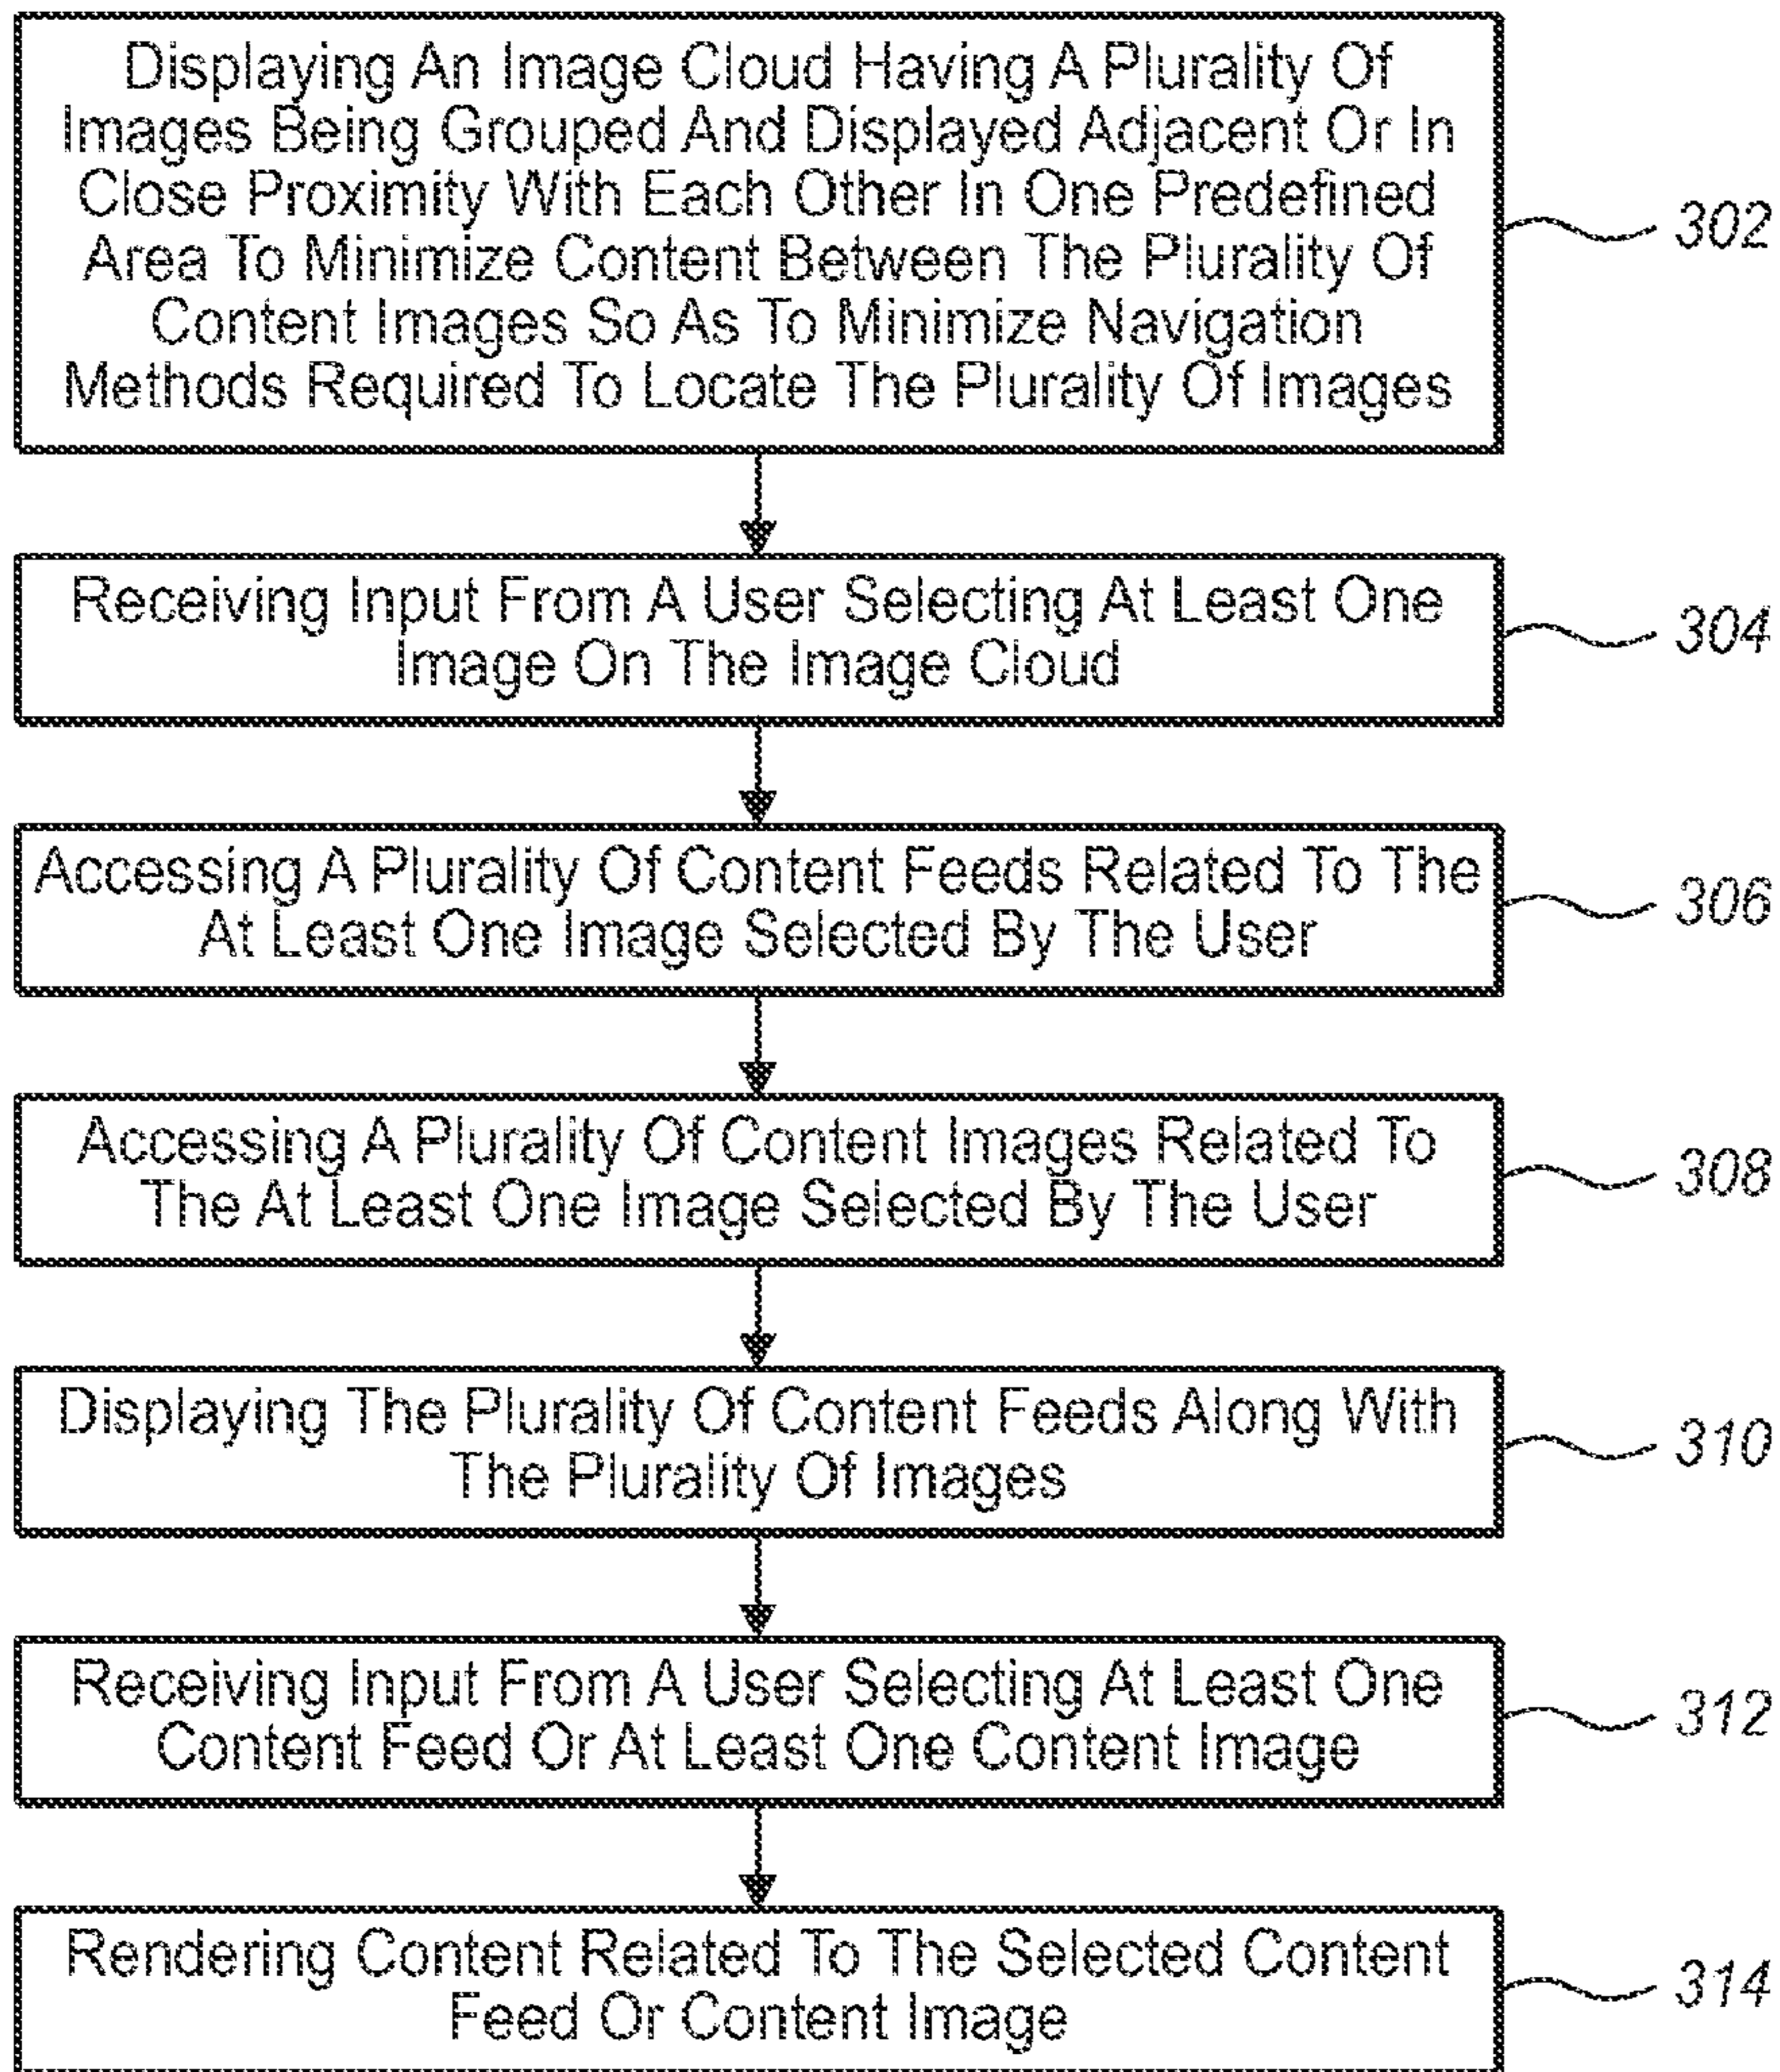 Displaying An Image Cloud Having A Plurality Of
Images Being Grouped And Displayed Adjacent Or In
Close Proximity With Each Other In One Predefined
Area To Minimize Content Between The Plurality Of
Content Images So As To Minimize Navigation
Methods Required To Locate The Plurality Of Images
302
Receiving Input From A User Selecting At Least One
Image On The Image Cloud
304
Accessing A Plurality Of Content Feeds Related To The
At Least One Image Selected By The User
306
Accessing A Plurality Of Content Images Related To
The At Least One Image Selected By The User
308
Displaying The Plurality Of Content Feeds Along With
The Plurality Of Images
310
Receiving Input From A User Selecting At Least One
Content Feed Or At Least One Content Image
312
Rendering Content Related To The Selected Content
Feed Or Content Image
314